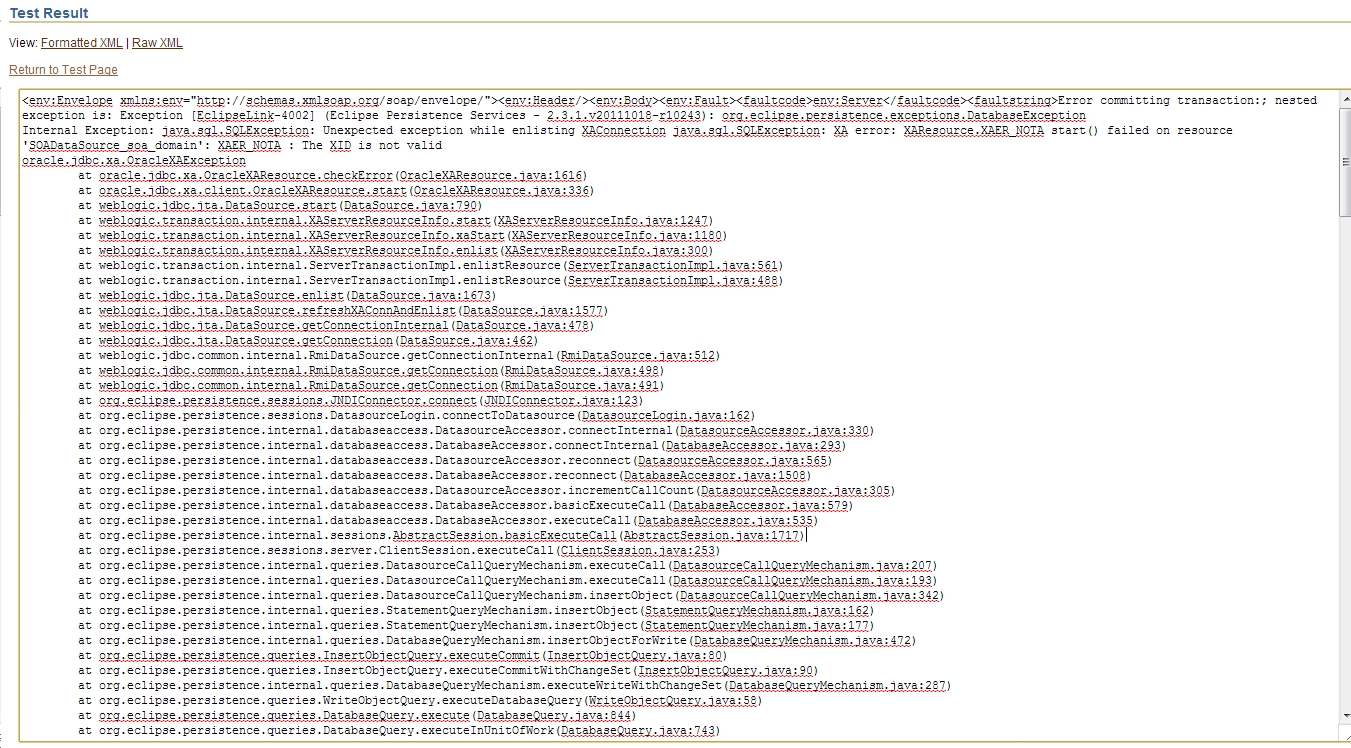 Test Result
View: Formatted XML | Raw XML
Return to Test Page
<env:Envelope xmlns:env="http://schemas.xmlsoap.org/soap/envelope/"><env:Header/><env:Body><env:Fault><faultcode>env:Server</faultcode><faultstring>Error committing transaction:; nested
exception is: Exception [EclipseLink-4002] (Eclipse Persistence Services - 2.3.1.v20111018-r10243): org.eclipse.persistence.exceptions.DatabaseException
Internal Exception: java.sql.SQLException: Unexpected exception while enlisting XAConnection java.sql.SQLException: XA error: XAResource.XAER_NOTA start() failed on resource
'SOADataSource_soa_domain': XAER_NOTA : The XID is not valid
oracle.jdbc.xa.OracleXAException
at oracle.jdbc.xa.OracleXAResource.checkError(OracleXAResource.java:1616)
at oracle.jdbc.xa.client.OracleXAResource.start(OracleXAResource.java:336)
at weblogic.jdbc.jta.DataSource.start(DataSource.java:790)
at weblogic.transaction.internal.XAServerResourceInfo.start(XAServerResourceInfo.java:1247)
at weblogic.transaction.internal.XAServerResourceInfo.xaStart(XAServerResourceInfo.java:1180)
at weblogic.transaction.internal.XAServerResourceInfo.enlist(XAServerResourceInfo.java:300)
at weblogic.transaction.internal.ServerTransactionImpl.enlistResource(ServerTransactionImpl.java:561)
at weblogic.transaction.internal.ServerTransactionImpl.enlistResource(ServerTransactionImpl.java:488)
at weblogic.jdbc.jta.DataSource.enlist(DataSource.java:1673)
at weblogic.jdbc.jta.DataSource.refreshXAConnAndEnlist(DataSource.java:1577)
at weblogic.jdbc.jta.DataSource.getConnectionInternal(DataSource.java:478)
at weblogic.jdbc.jta.DataSource.getConnection(DataSource.java:462)
at weblogic.jdbc.common.internal.RmiDataSource.getConnectionInternal(RmiDataSource.java:512)
at weblogic.jdbc.common.internal.RmiDataSource.getConnection(RmiDataSource.java:498)
at weblogic.jdbc.common.internal.RmiDataSource.getConnection(RmiDataSource.java:491)
at org.eclipse.persistence.sessions.JNDIConnector.connect(JNDIConnector.java:123)
at org.eclipse.persistence.sessions.DatasourceLogin.connectToDatasource(DatasourceLogin.java:162)
at org.eclipse.persistence.internal.databaseaccess.DatasourceAccessor.connectInternal(DatasourceAccessor.java:330)
at org.eclipse.persistence.internal.databaseaccess.DatabaseAccessor.connectInternal(DatabaseAccessor.java:293)
at org.eclipse.persistence.internal.databaseaccess.DatasourceAccessor.reconnect(DatasourceAccessor.java:565)
at org.eclipse.persistence.internal.databaseaccess.DatabaseAccessor.reconnect(DatabaseAccessor.java:1508)
at org.eclipse.persistence.internal.databaseaccess.DatasourceAccessor.incrementCallCount(DatasourceAccessor.java:305)
at org.eclipse.persistence.internal.databaseaccess.DatabaseAccessor.basicExecuteCall(DatabaseAccessor.java:579)
at org.eclipse.persistence.internal.databaseaccess.DatabaseAccessor.executeCall(DatabaseAccessor.java:535)
at org.eclipse.persistence.internal.sessions.AbstractSession.basicExecuteCall(AbstractSession.java:1717)
at org.eclipse.persistence.sessions.server.ClientSession.executeCall(ClientSession.java:253)
at org.eclipse.persistence.internal.queries.DatasourceCallQueryMechanism.executeCall(DatasourceCallQueryMechanism.java:207)
at org.eclipse.persistence.internal.queries.DatasourceCallQueryMechanism.executeCall(DatasourceCallQueryMechanism.java:193)
at org.eclipse.persistence.internal.queries.DatasourceCallQueryMechanism.insertObject(DatasourceCallQueryMechanism.java:342)
at org.eclipse.persistence.internal.queries.StatementQueryMechanism.insertObject(StatementQueryMechanism.java:162)
at org.eclipse.persistence.internal.queries.StatementQueryMechanism.insertObject(StatementQueryMechanism.java:177)
at org.eclipse.persistence.internal.queries.DatabaseQueryMechanism.insertObjectForWrite(DatabaseQueryMechanism.java:472)
at org.eclipse.persistence.queries.InsertObjectQuery.executeCommit(InsertObjectQuery.java:80)
at org.eclipse.persistence.queries.InsertObjectQuery.executeCommitWithChangeSet(InsertObjectQuery.java:90)
at org.eclipse.persistence.internal.queries.DatabaseQueryMechanism.executeWriteWithChangeSet(DatabaseQueryMechanism.java:287)
at org.eclipse.persistence.queries.WriteObjectQuery.executeDatabaseQuery(WriteObjectQuery.java:58)
at org.eclipse.persistence.queries.DatabaseQuery.execute(DatabaseQuery.java:844)
at org.eclipse.persistence.queries.DatabaseQuery.executeInUnitOfWork(DatabaseQuery.java:743)